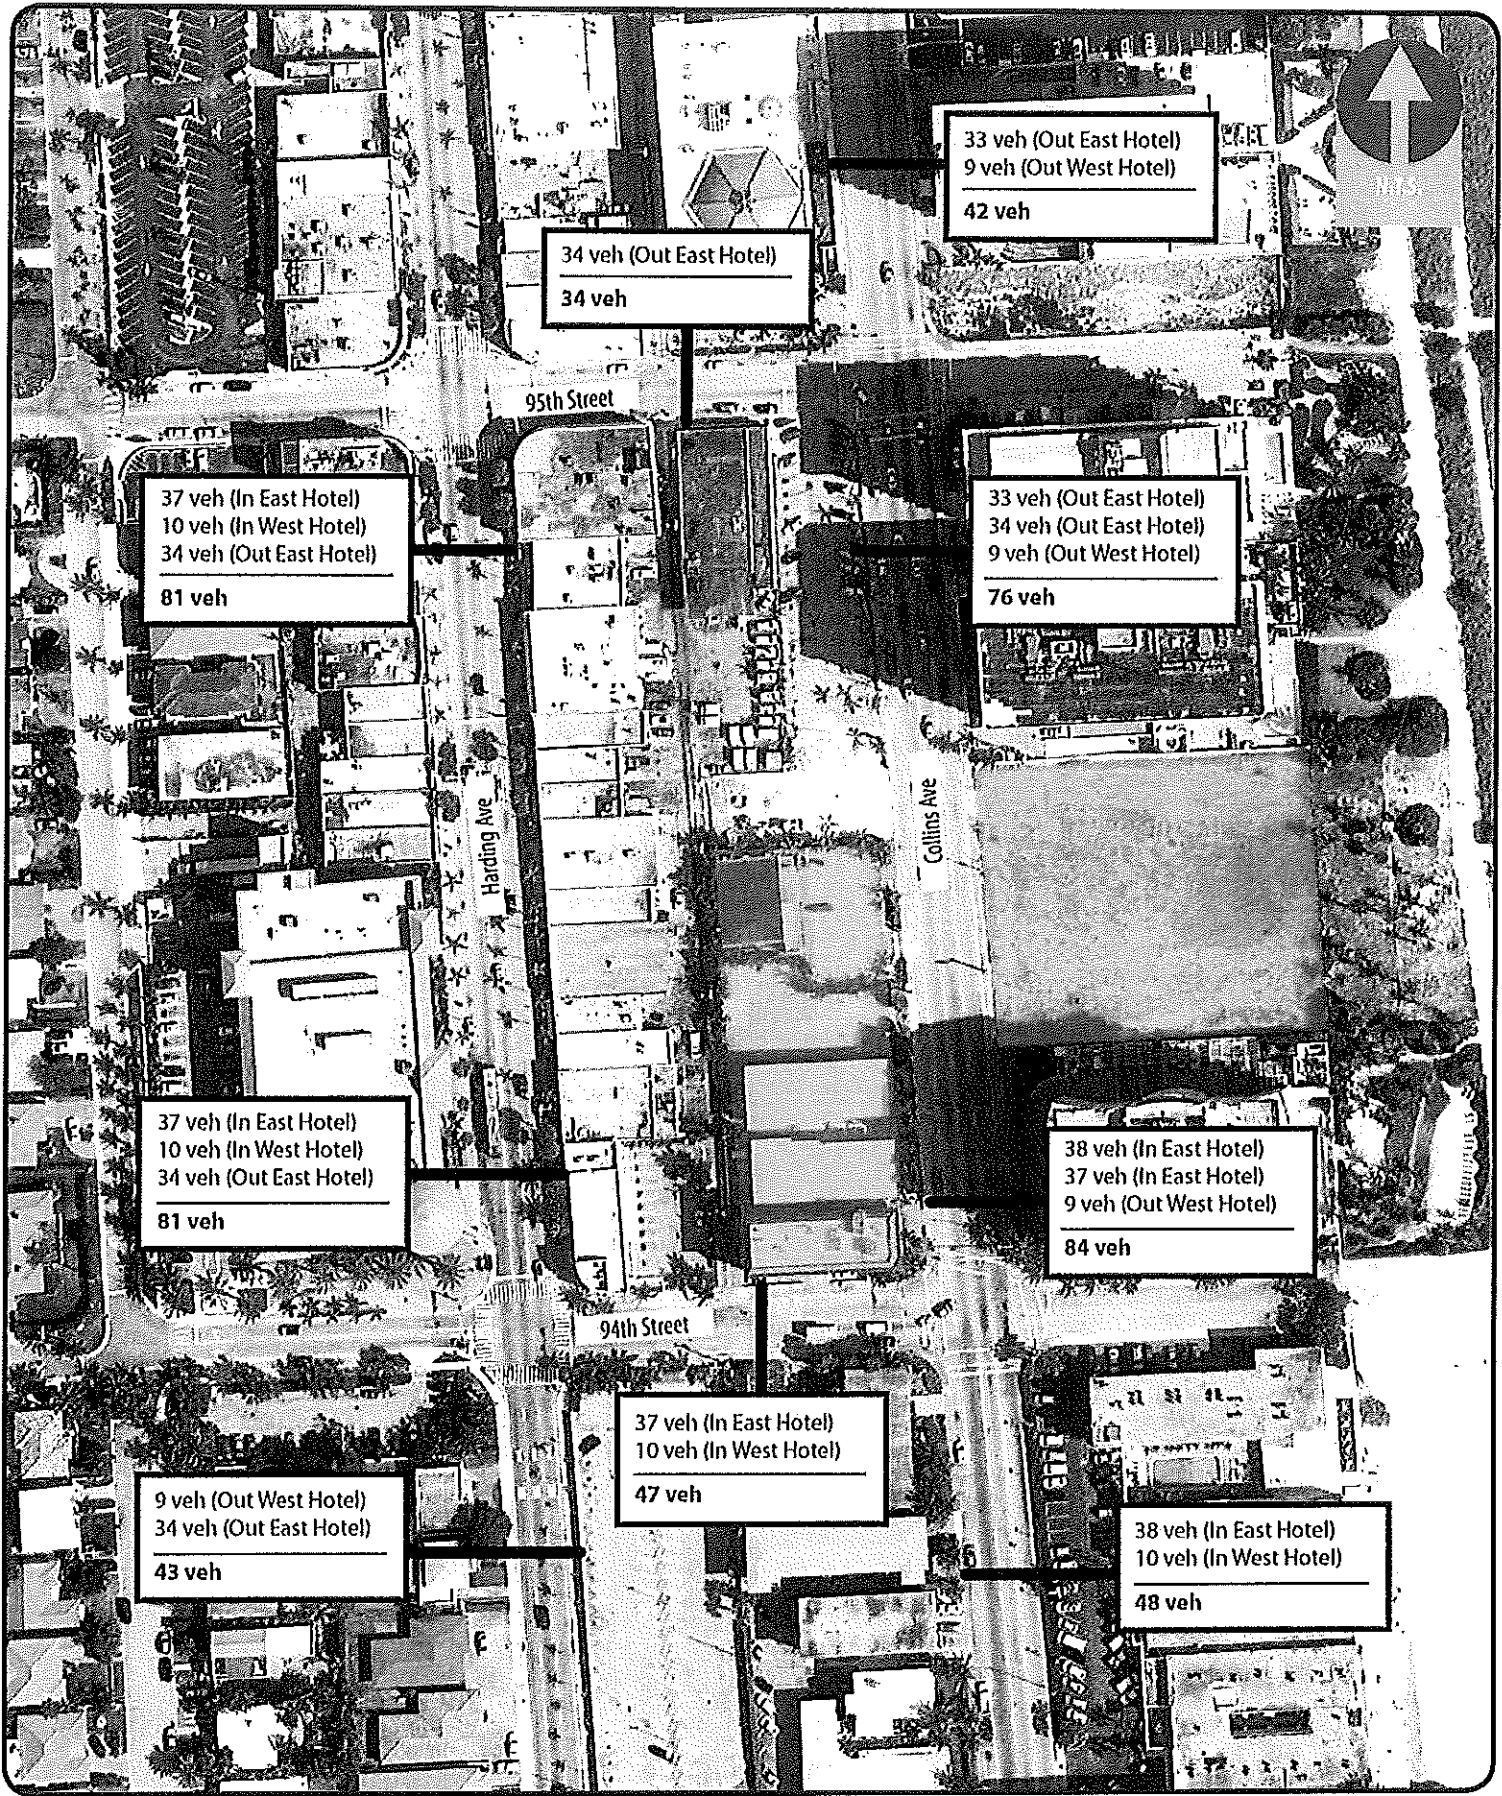 33 veh (Out East Hotel)
9 veh (Out West Hotel)
42 veh
NTS
34 veh (Out East Hotel)
34 veh
95th Street
37 veh (In East Hotel)
10 veh (In West Hotel)
34 veh (Out East Hotel)
81 veh
33 veh (Out East Hotel)
34 veh (Out East Hotel)
9 veh (Out West Hotel)
76 veh
Harding Ave
Collins Ave
37 veh (In East Hotel)
10 veh (In West Hotel)
34 veh (Out East Hotel)
81 veh
38 veh (In East Hotel)
37 veh (In East Hotel)
9 veh (Out West Hotel)
84 veh
94th Street
37 veh (In East Hotel)
10 veh (In West Hotel)
47 veh
9 veh (Out West Hotel)
34 veh (Out East Hotel)
43 veh
38 veh (In East Hotel)
10 veh (In West Hotel)
48 veh